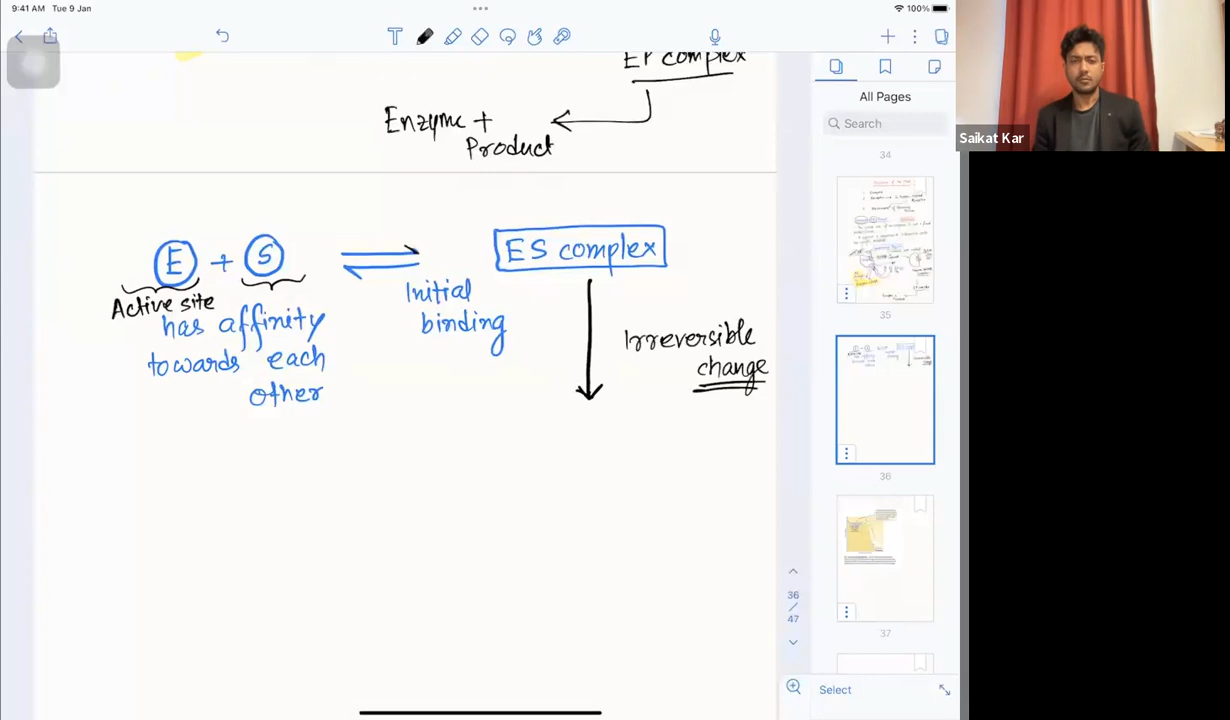 9:41 AM Tue 9 Jan
100%
EP complex
Enzyme +
Product
E + S
ES complex
Active site
has affinity
towards each
other
Initial
binding
Irreversible
change
All Pages
Search
34
35
36
37
36
/
47
Select
Saikat Kar